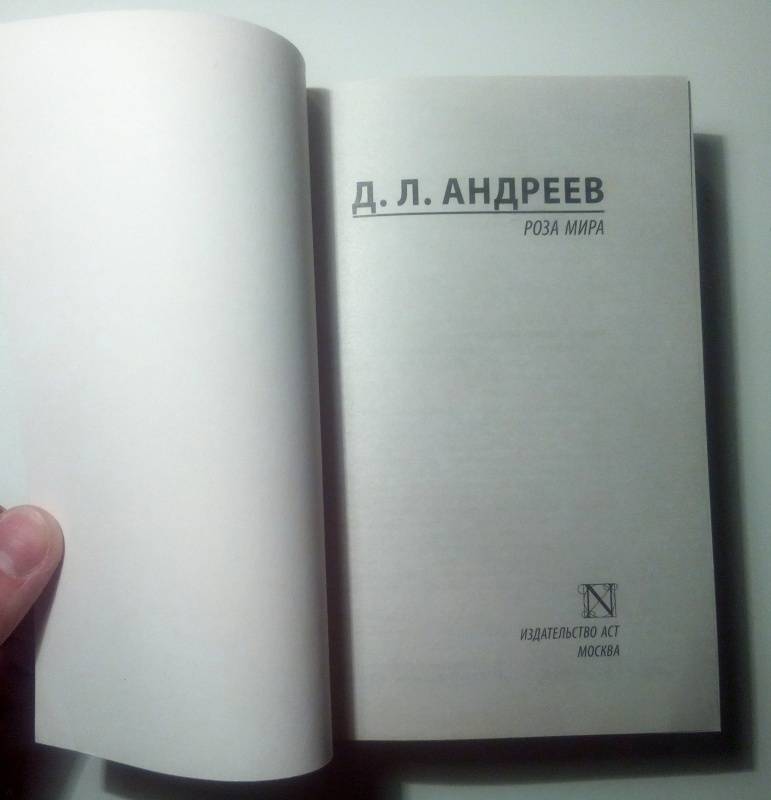 Д. Л. АНДРЕЕВ
РОЗА МИРА
N
ИЗДАТЕЛЬСТВО АСТ
МОСКВА